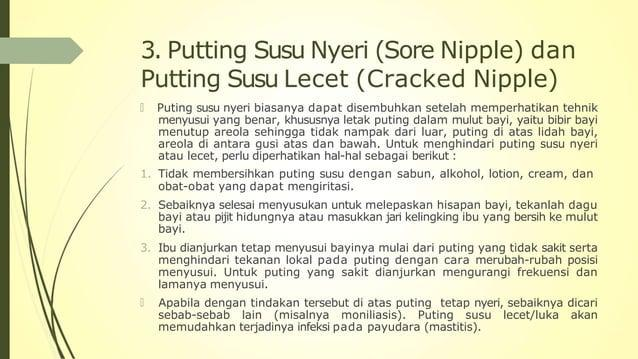 3. Putting Susu Nyeri (Sore Nipple) dan
Putting Susu Lecet (Cracked Nipple)
Puting susu nyeri biasanya dapat disembuhkan setelah memperhatikan tehnik
menyusui yang benar, khususnya letak puting dalam mulut bayi, yaitu bibir bayi
menutup areola sehingga tidak nampak dari luar, puting di atas lidah bayi,
areola di antara gusi atas dan bawah. Untuk menghindari puting susu nyeri
atau lecet, perlu diperhatikan hal-hal sebagai berikut :
1. Tidak membersihkan puting susu dengan sabun, alkohol, lotion, cream, dan
obat-obat yang dapat mengiritasi.
2. Sebaiknya selesai menyusukan untuk melepaskan hisapan bayi, tekanlah dagu
bayi atau pijit hidungnya atau masukkan jari kelingking ibu yang bersih ke mulut
bayi.
3. Ibu dianjurkan tetap menyusui bayinya mulai dari puting yang tidak sakit serta
menghindari tekanan lokal pada puting dengan cara merubah-rubah posisi
menyusui. Untuk puting yang sakit dianjurkan mengurangi frekuensi dan
lamanya menyusui.
Apabila dengan tindakan tersebut di atas puting tetap nyeri, sebaiknya dicari
sebab-sebab lain (misalnya moniliasis). Puting susu lecet/luka akan
memudahkan terjadinya infeksi pada payudara (mastitis).